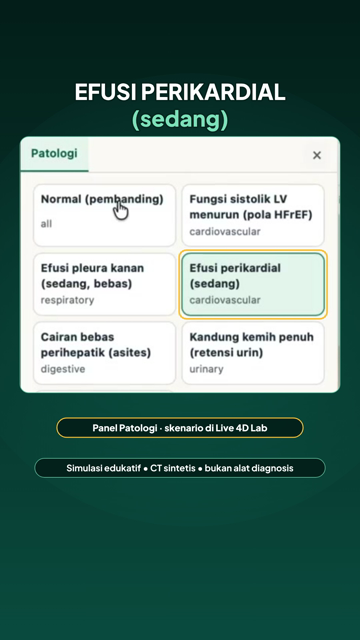 EFUSI PERIKARDIAL
(sedang)
Patologi
×
Normal (pembanding)
all
Fungsi sistolik LV
menurun (pola HFrEF)
cardiovascular
Efusi pleura kanan
(sedang, bebas)
respiratory
Efusi perikardial
(sedang)
cardiovascular
Cairan bebas
perihepatik (asites)
digestive
Kandung kemih penuh
(retensi urin)
urinary
Panel Patologi · skenario di Live 4D Lab
Simulasi edukatif • CT sintetis • bukan alat diagnosis